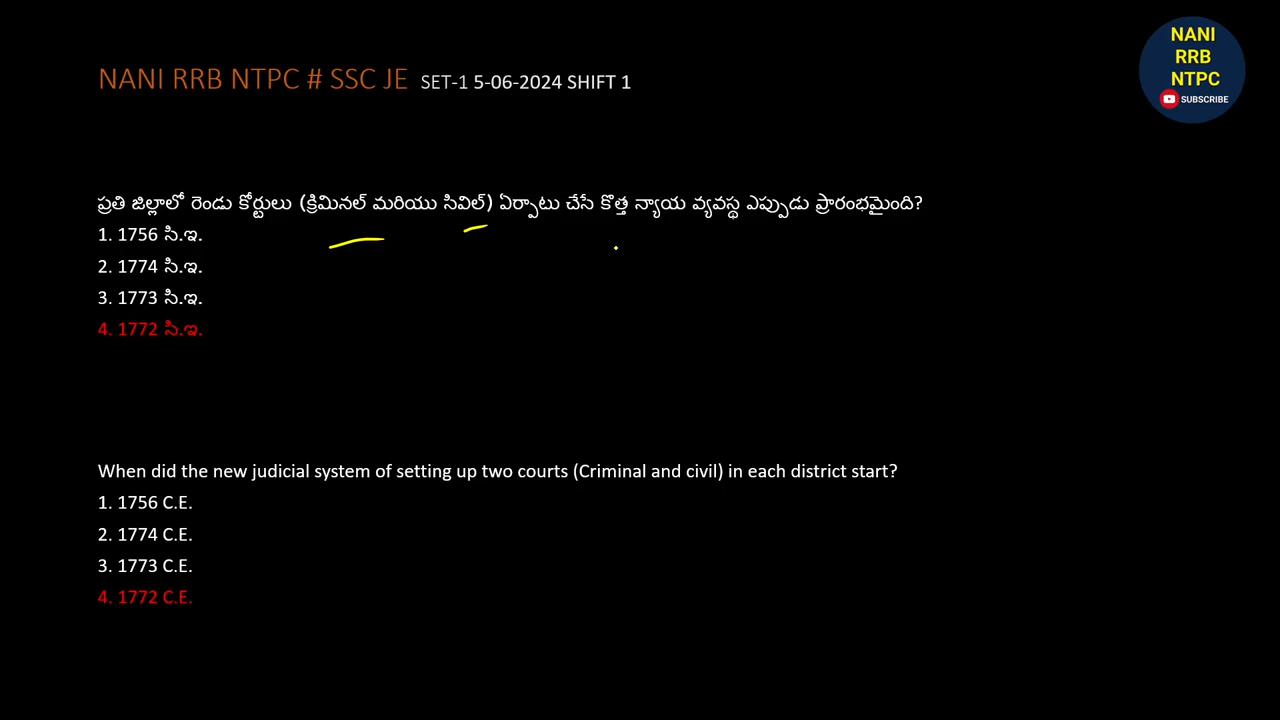 NANI RRB NTPC # SSC JE SET-1 5-06-2024 SHIFT 1
NANI
RRB
NTPC
SUBSCRIBE
ప్రతి జిల్లాలో రెండు కోర్టులు (క్రిమినల్ మరియు సివిల్) ఏర్పాటు చేసే కొత్త న్యాయ వ్యవస్థ ఎప్పుడు ప్రారంభమైంది?
1. 1756 సి.ఇ.
2. 1774 సి.ఇ.
3. 1773 సి.ఇ.
4. 1772 సి.ఇ.
When did the new judicial system of setting up two courts (Criminal and civil) in each district start?
1. 1756 C.E.
2. 1774 C.E.
3. 1773 C.E.
4. 1772 C.E.